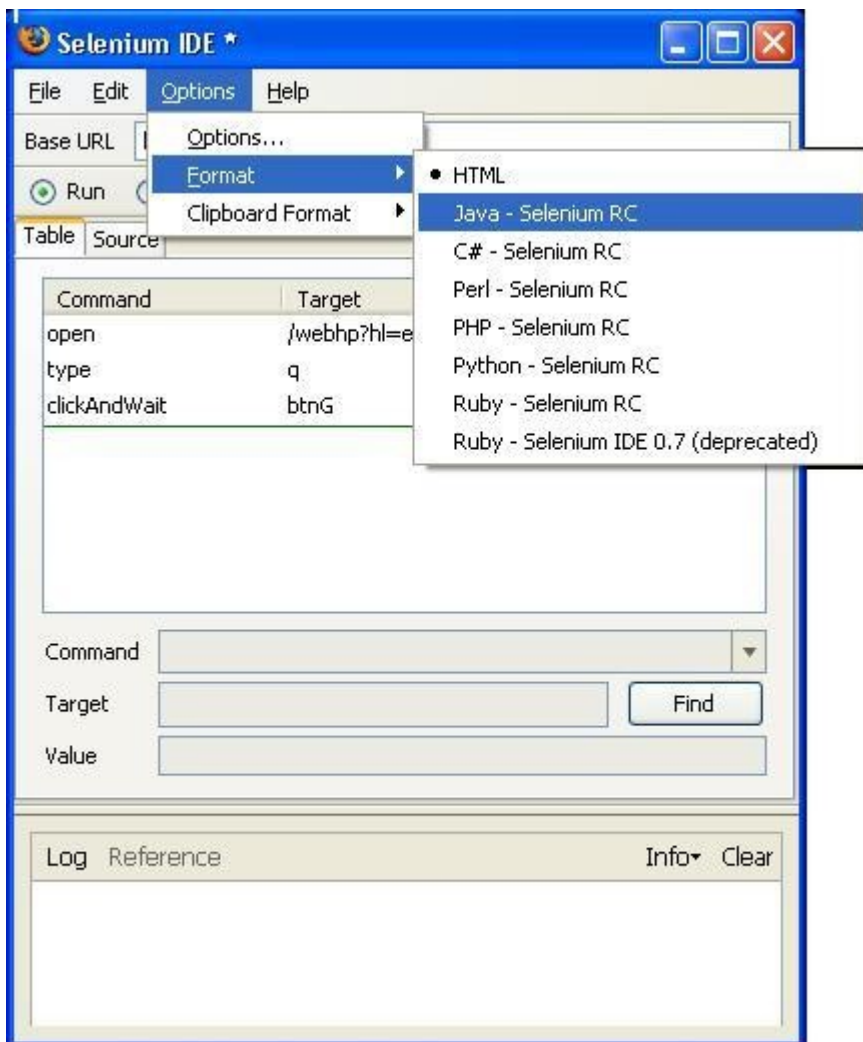 Selenium IDE *
File Edit Options Help
Base URL
Options...
Format
HTML
Run
Java - Selenium RC
Clipboard Format
Table Source
C# - Selenium RC
Command Target
Perl - Selenium RC
open /webhp?hl=e
PHP - Selenium RC
type q
Python - Selenium RC
clickAndWait btnG
Ruby - Selenium RC
Ruby - Selenium IDE 0.7 (deprecated)
Command
Target Find
Value
Log Reference Info Clear